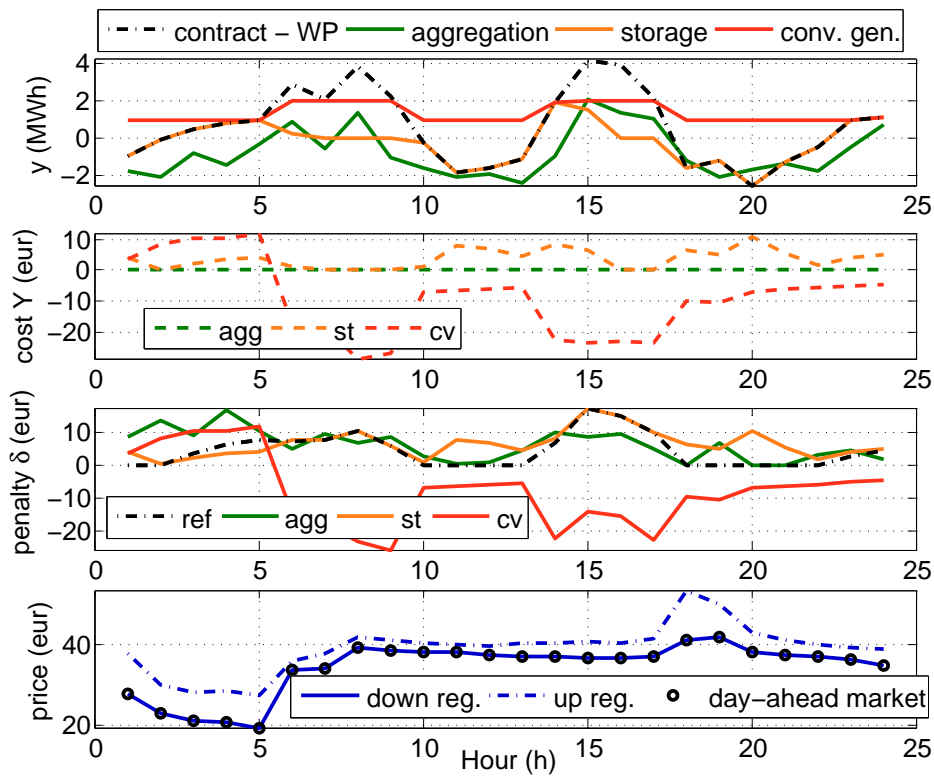 contract − WP aggregation storage conv. gen.
y (MWh)
4
2
0
−2
0 5 10 15 20 25
cost Y (eur)
10
0
−10
−20
agg st cv
0 5 10 15 20 25
penalty δ (eur)
10
0
−10
−20
ref agg st cv
0 5 10 15 20 25
price (eur)
40
20
down reg. up reg. day−ahead market
0 5 10 15 20 25
Hour (h)